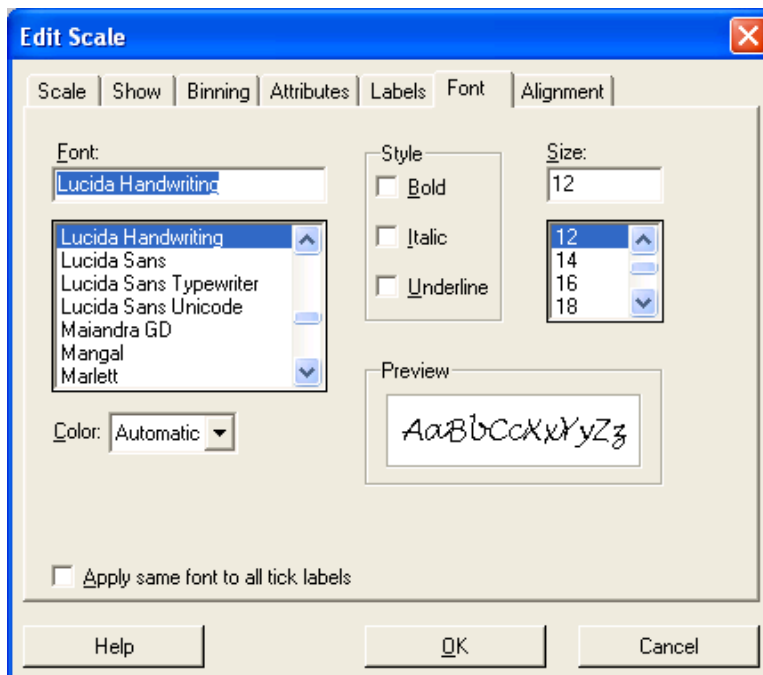 Edit Scale
Scale Show Binning Attributes Labels Font Alignment
Font:
Lucida Handwriting
Lucida Handwriting
Lucida Sans
Lucida Sans Typewriter
Lucida Sans Unicode
Maiandra GD
Mangal
Marlett
Color: Automatic
Style
Bold
Italic
Underline
Size:
12
12
14
16
18
Preview
AaBbCcXxYyZz
Apply same font to all tick labels
Help OK Cancel